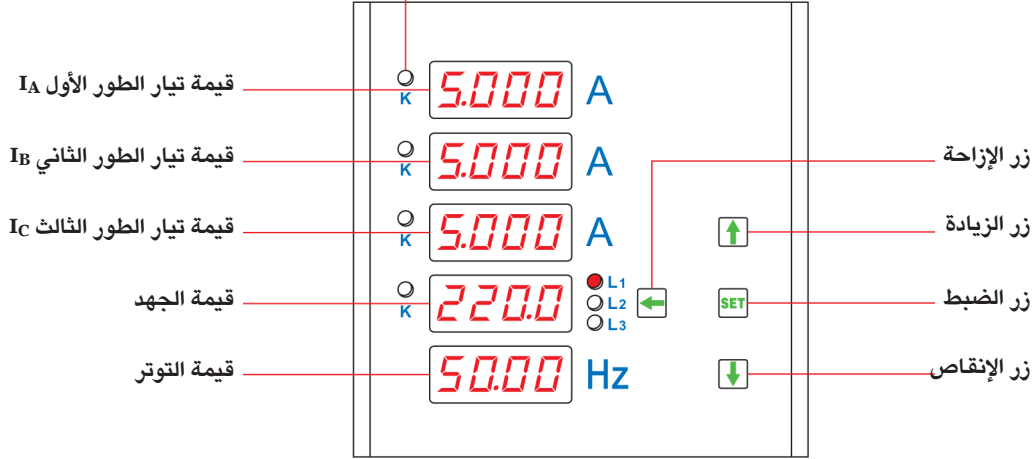 قيمة تيار الطور الأول IA
K 5.000 A
قيمة تيار الطور الثاني IB
K 5.000 A
زر الإزاحة
قيمة تيار الطور الثالث IC
K 5.000 A
زر الزيادة
قيمة الجهد
K 220.0
L1
L2
L3
SET
زر الضبط
قيمة التوتر
50.00 Hz
زر الإنقاص